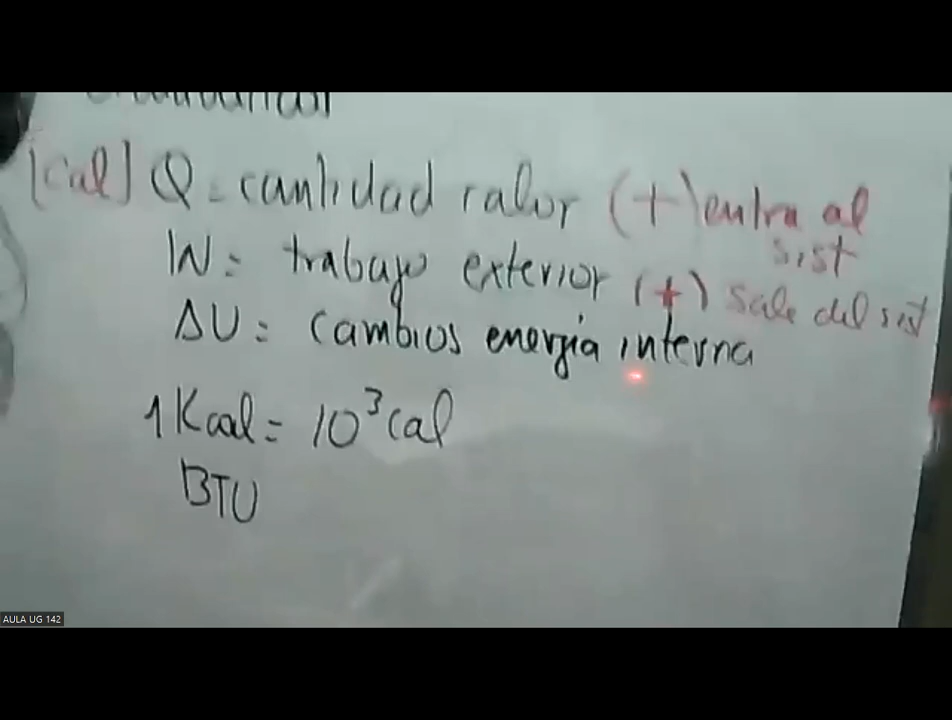 [cal] Q = cantidad calor (+) entra al
sist
W = trabajo exterior (+) sale del sist
ΔU = cambios energía interna
1 Kcal = 10³ cal
BTU
AULA UG 142